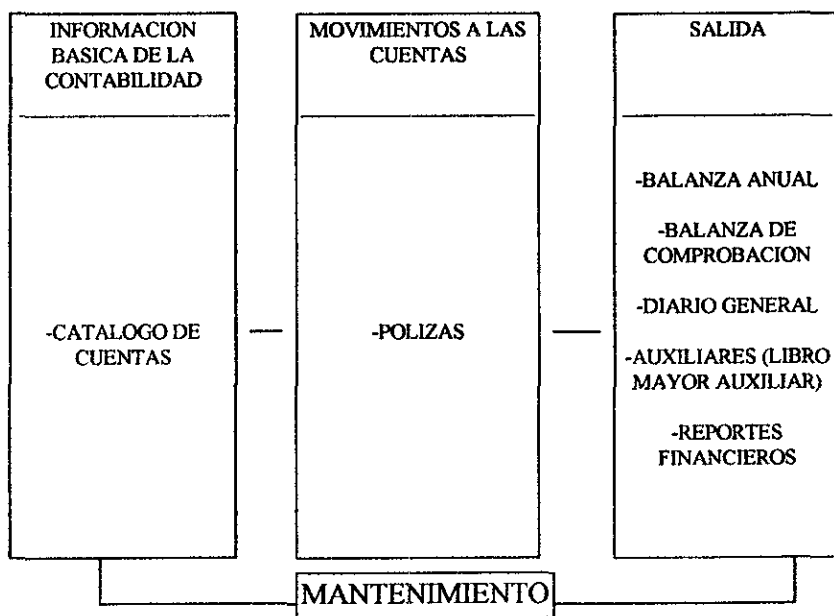 INFORMACION
BASICA DE LA
CONTABILIDAD
MOVIMIENTOS A LAS
CUENTAS
SALIDA
-CATALOGO DE
CUENTAS
-POLIZAS
-BALANZA ANUAL
-BALANZA DE
COMPROBACION
-DIARIO GENERAL
-AUXILIARES (LIBRO
MAYOR AUXILIAR)
-REPORTES
FINANCIEROS
MANTENIMIENTO